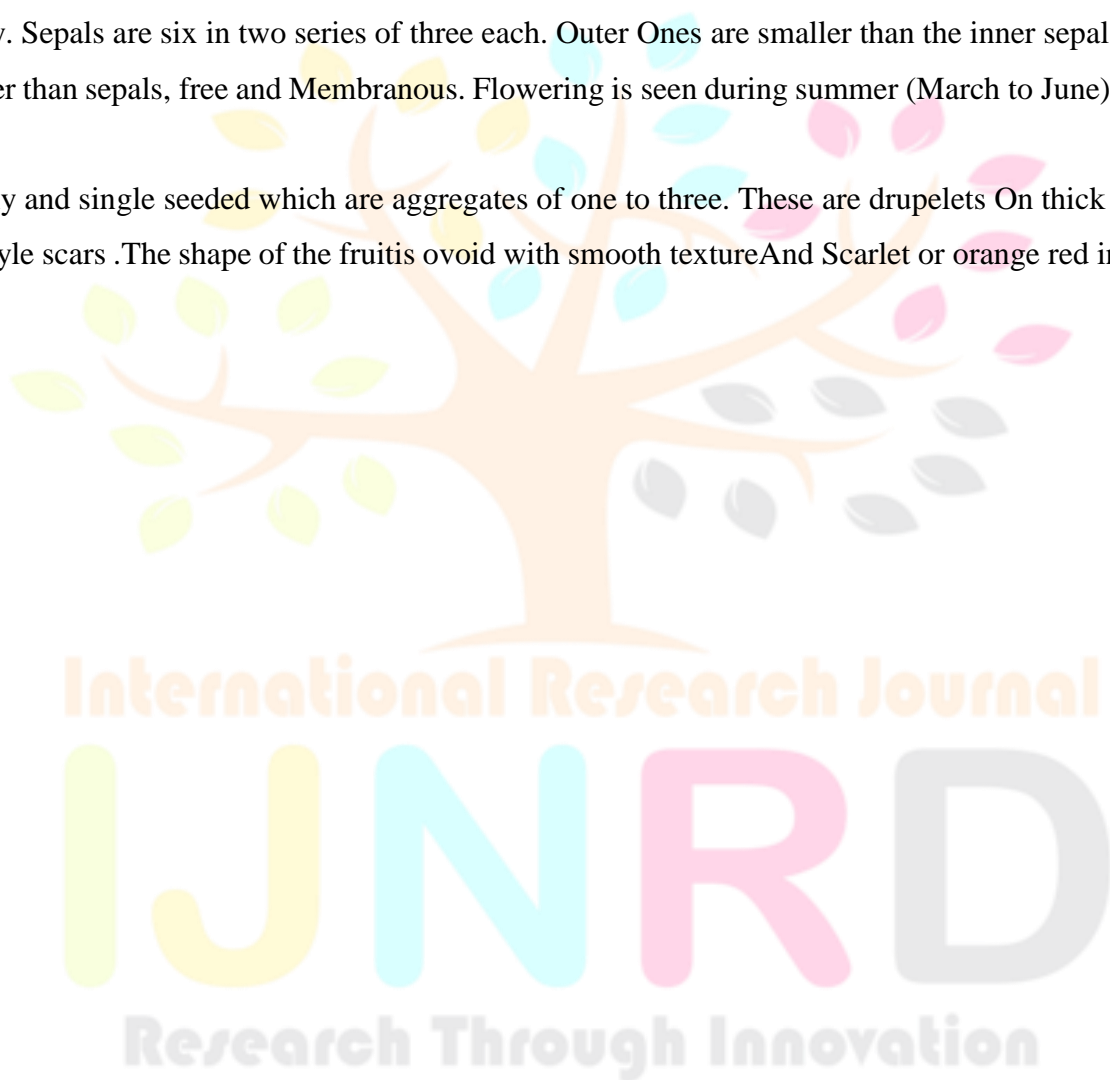 . Sepals are six in two series of three each. Outer Ones are smaller than the inner sepal
er than sepals, free and Membranous. Flowering is seen during summer (March to June)
y and single seeded which are aggregates of one to three. These are drupelets On thick
yle scars .The shape of the fruitis ovoid with smooth textureAnd Scarlet or orange red in
International Research Journal
IJNRD
Research Through Innovation